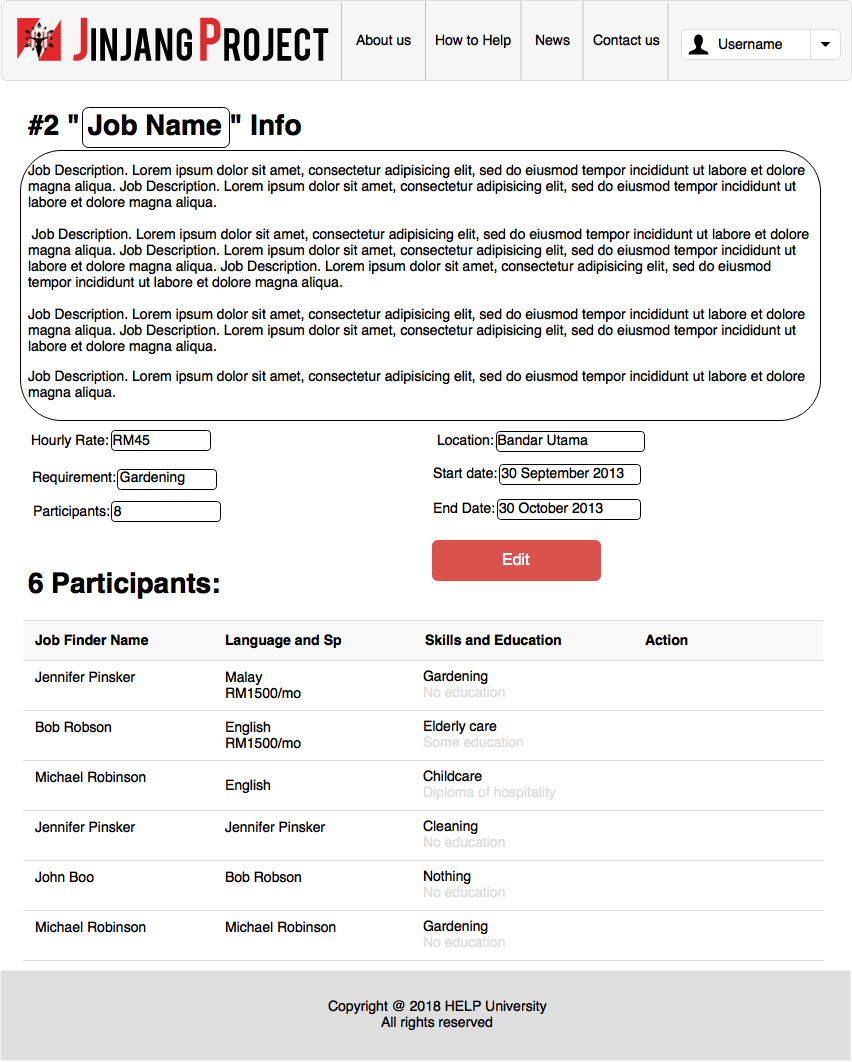 JINJANG PROJECT
About us
How to Help
News
Contact us
Username
#2 "Job Name" Info
Job Description. Lorem ipsum dolor sit amet, consectetur adipisicing elit, sed do eiusmod tempor incididunt ut labore et dolore
magna aliqua. Job Description. Lorem ipsum dolor sit amet, consectetur adipisicing elit, sed do eiusmod tempor incididunt ut
labore et dolore magna aliqua.
Job Description. Lorem ipsum dolor sit amet, consectetur adipisicing elit, sed do eiusmod tempor incididunt ut labore et dolore
magna aliqua. Job Description. Lorem ipsum dolor sit amet, consectetur adipisicing elit, sed do eiusmod tempor incididunt ut
labore et dolore magna aliqua. Job Description. Lorem ipsum dolor sit amet, consectetur adipisicing elit, sed do eiusmod
tempor incididunt ut labore et dolore magna aliqua.
Job Description. Lorem ipsum dolor sit amet, consectetur adipisicing elit, sed do eiusmod tempor incididunt ut labore et dolore
magna aliqua. Job Description. Lorem ipsum dolor sit amet, consectetur adipisicing elit, sed do eiusmod tempor incididunt ut
labore et dolore magna aliqua.
Job Description. Lorem ipsum dolor sit amet, consectetur adipisicing elit, sed do eiusmod tempor incididunt ut labore et dolore
magna aliqua.
Hourly Rate: RM45
Location: Bandar Utama
Requirement: Gardening
Start date: 30 September 2013
Participants: 8
End Date: 30 October 2013
Edit
6 Participants:
Job Finder Name
Language and Sp
Skills and Education
Action
Jennifer Pinsker
Malay
RM1500/mo
Gardening
No education
Bob Robson
English
RM1500/mo
Elderly care
Some education
Michael Robinson
English
Childcare
Diploma of hospitality
Jennifer Pinsker
Jennifer Pinsker
Cleaning
No education
John Boo
Bob Robson
Nothing
No education
Michael Robinson
Michael Robinson
Gardening
No education
Copyright @ 2018 HELP University
All rights reserved